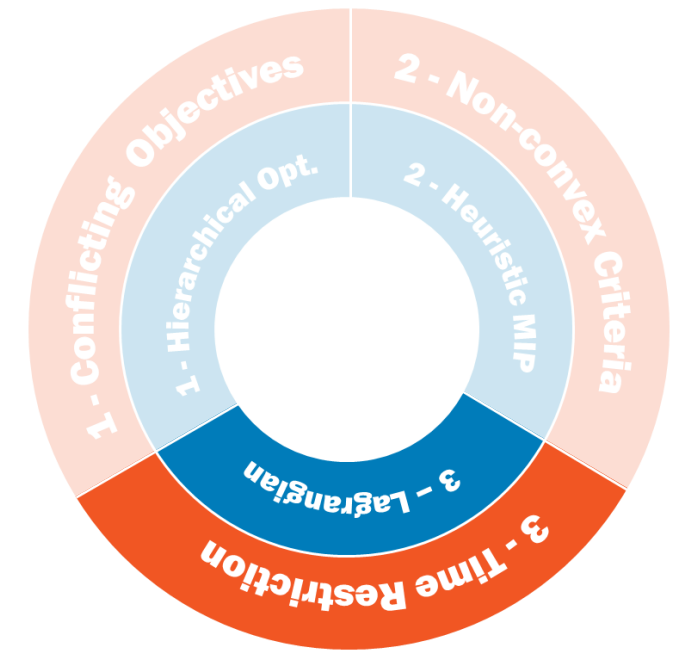 1 - Conflicting Objectives
2 - Non-convex Criteria
1 - Hierarchical Opt.
2 - Heuristic MIP
3 – Lagrangian
3 - Time Restriction